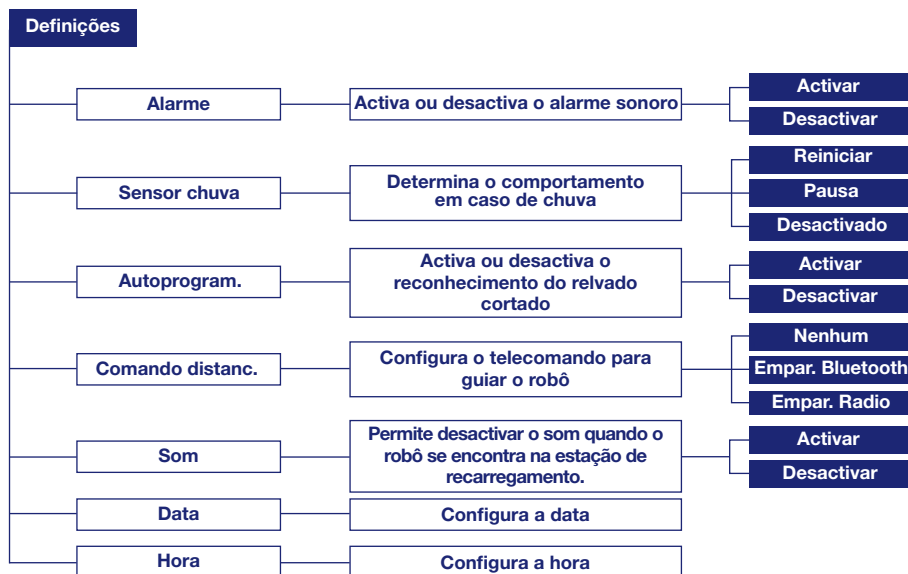 Definições
Alarme
Activa ou desactiva o alarme sonoro
Activar
Desactivar
Sensor chuva
Determina o comportamento
em caso de chuva
Reiniciar
Pausa
Desactivado
Autoprogram.
Activa ou desactiva o
reconhecimento do relvado
cortado
Activar
Desactivar
Comando distanc.
Configura o telecomando para
guiar o robô
Nenhum
Empar. Bluetooth
Empar. Radio
Som
Permite desactivar o som quando o
robô se encontra na estação de
recarregamento.
Activar
Desactivar
Data
Configura a data
Hora
Configura a hora